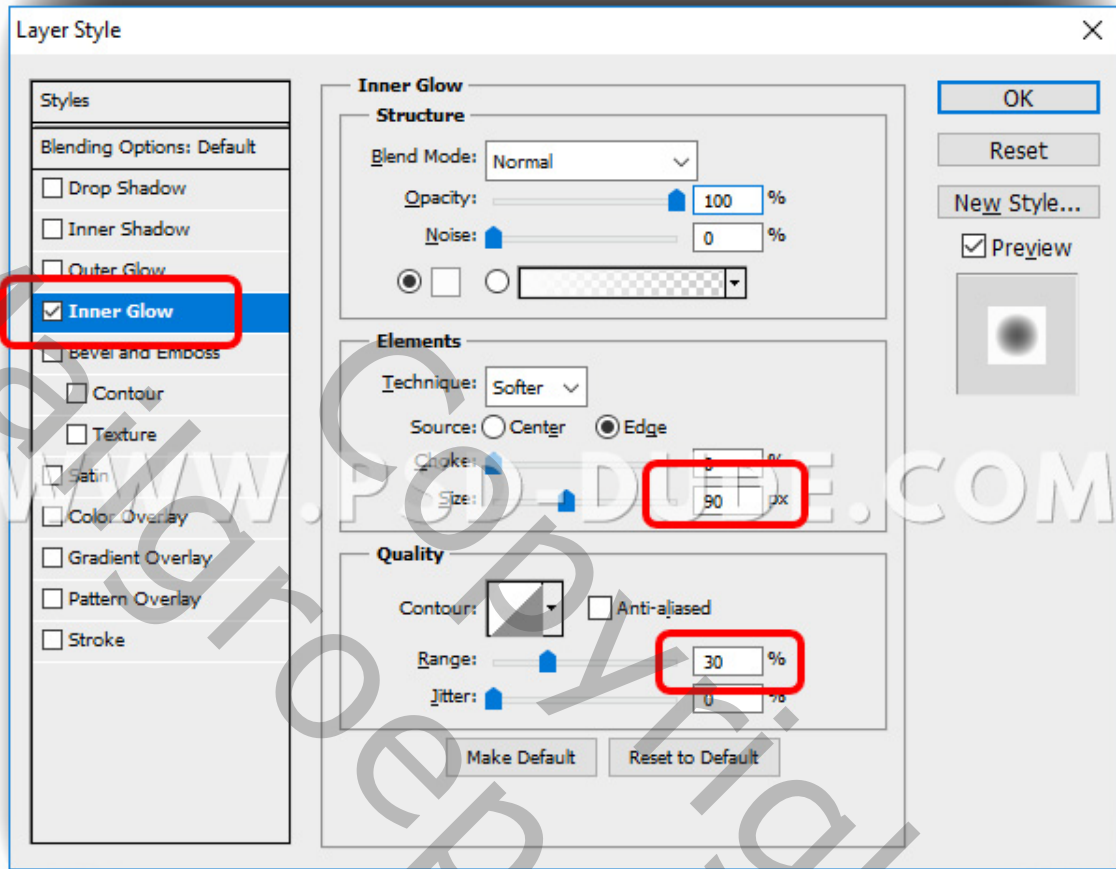 Layer Style
Styles
Blending Options: Default
Drop Shadow
Inner Shadow
Outer Glow
Inner Glow
Bevel and Emboss
Contour
Texture
Satin
Color Overlay
Gradient Overlay
Pattern Overlay
Stroke
Inner Glow
Structure
Blend Mode: Normal
Opacity: 100 %
Noise: 0 %
Elements
Technique: Softer
Source: Center Edge
Choke: %
Size: 90 px
Quality
Contour: Anti-aliased
Range: 30 %
Jitter: 0 %
Make Default Reset to Default
OK
Reset
New Style...
Preview
WWW.PSD-DUDE.COM